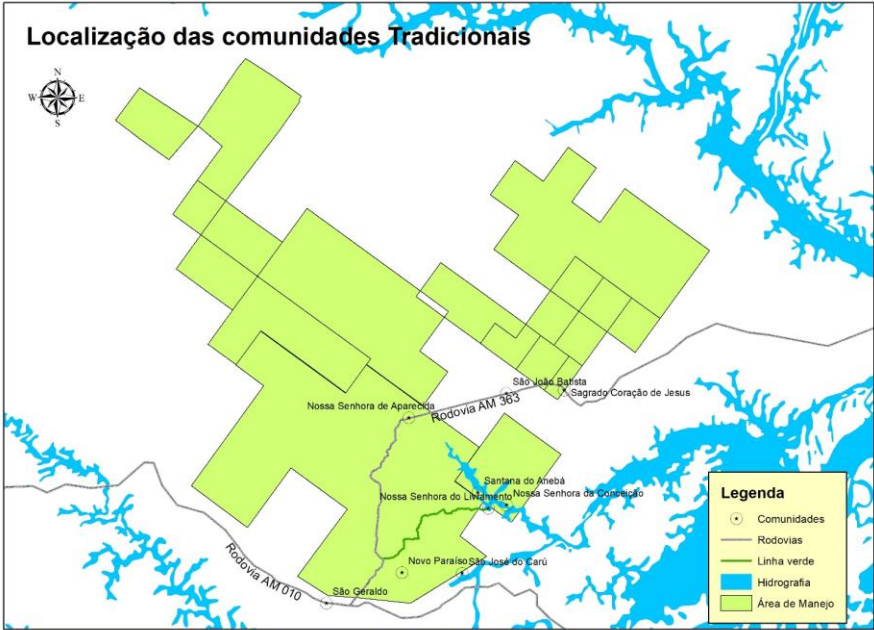 Localização das comunidades Tradicionais
N
W
E
S
São João Batista
Sagrado Coração de Jesus
Nossa Senhora de Aparecida
Rodovia AM 363
Santana do Anebá
Nossa Senhora do Livramento
Nossa Senhora da Conceição
Novo Paraíso
São José do Carú
São Geraldo
Rodovia AM 010
Legenda
Comunidades
Rodovias
Linha verde
Hidrografia
Área de Manejo